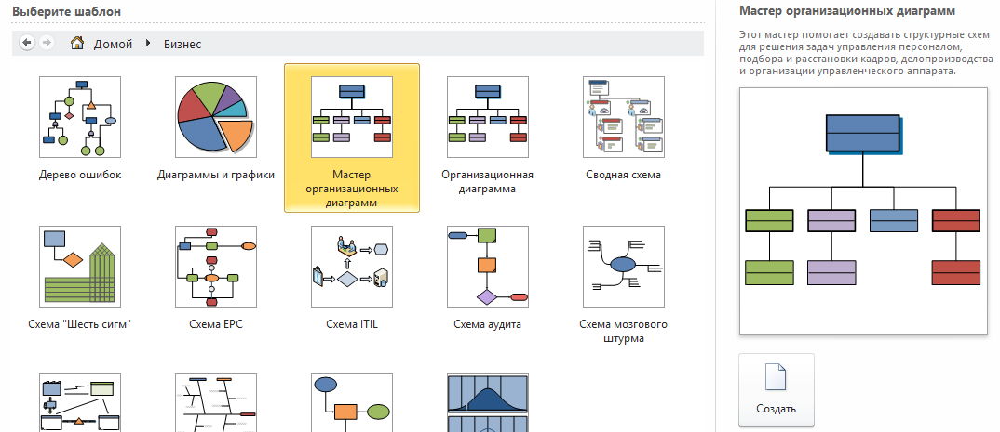 Выберите шаблон
Домой
Бизнес
Дерево ошибок
Диаграммы и графики
Мастер
организационных
диаграмм
Организационная
диаграмма
Сводная схема
Схема "Шесть сигм"
Схема EPC
Схема ITIL
Схема аудита
Схема мозгового
штурма
Мастер организационных диаграмм
Этот мастер помогает создавать структурные схем
для решения задач управления персоналом,
подбора и расстановки кадров, делопроизводства
и организации управленческого аппарата.
Создать